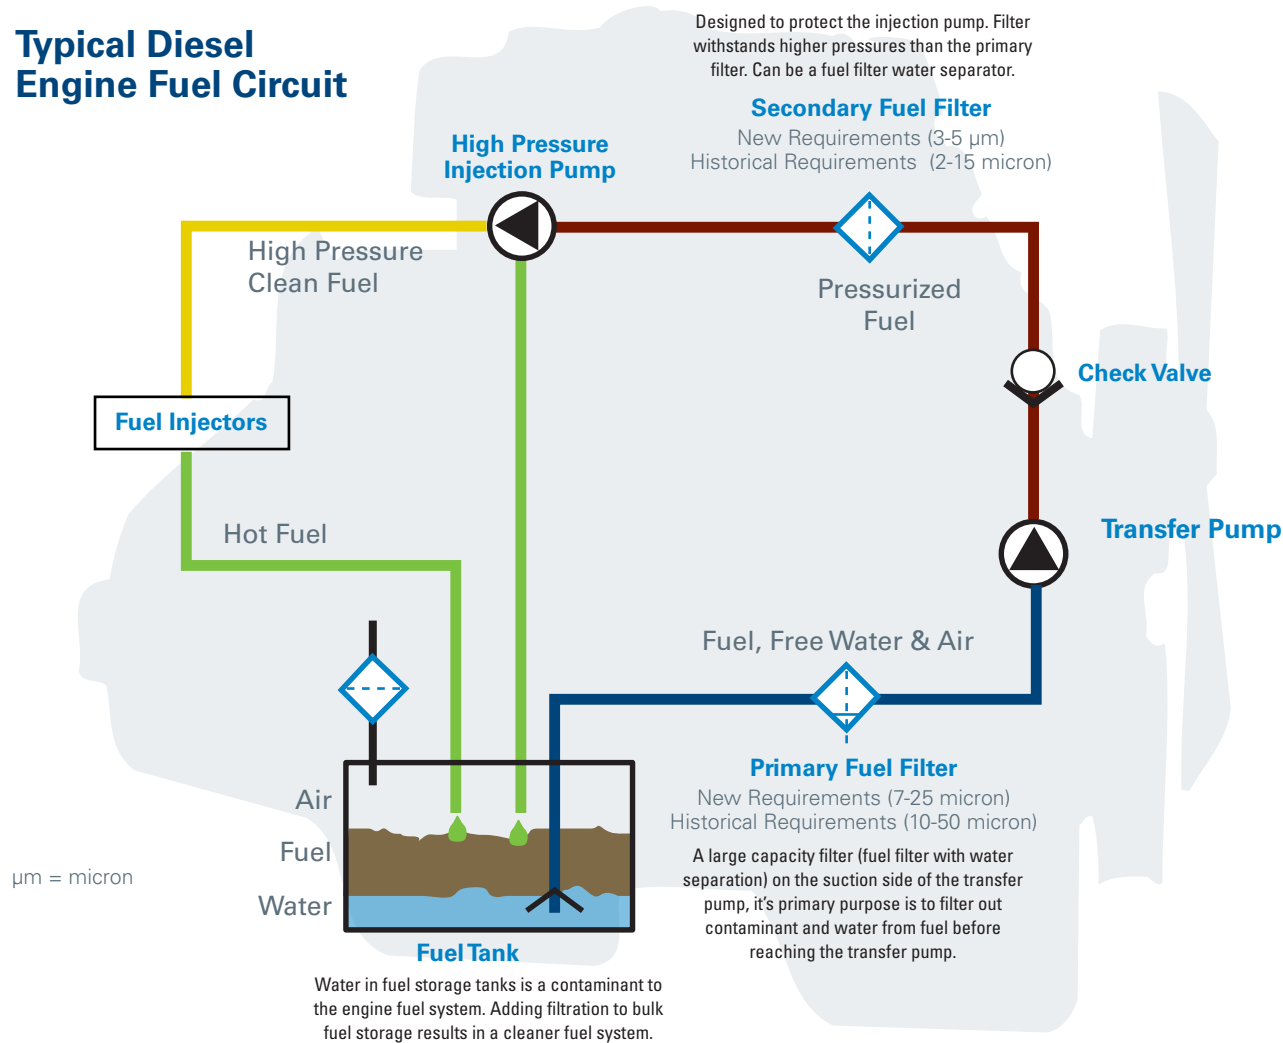 Typical Diesel
Engine Fuel Circuit
Designed to protect the injection pump. Filter
withstands higher pressures than the primary
filter. Can be a fuel filter water separator.
Secondary Fuel Filter
New Requirements (3-5 µm)
Historical Requirements (2-15 micron)
High Pressure
Injection Pump
High Pressure
Clean Fuel
Pressurized
Fuel
Check Valve
Fuel Injectors
Hot Fuel
Transfer Pump
Fuel, Free Water & Air
Primary Fuel Filter
New Requirements (7-25 micron)
Historical Requirements (10-50 micron)
A large capacity filter (fuel filter with water
separation) on the suction side of the transfer
pump, it's primary purpose is to filter out
contaminant and water from fuel before
reaching the transfer pump.
Air
Fuel
Water
µm = micron
Fuel Tank
Water in fuel storage tanks is a contaminant to
the engine fuel system. Adding filtration to bulk
fuel storage results in a cleaner fuel system.